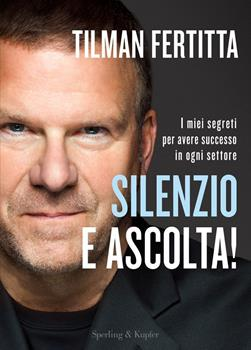 TILMAN FERTITTA
I miei segreti
per avere successo
in ogni settore
SILENZIO
E ASCOLTA!
Sperling & Kupfer